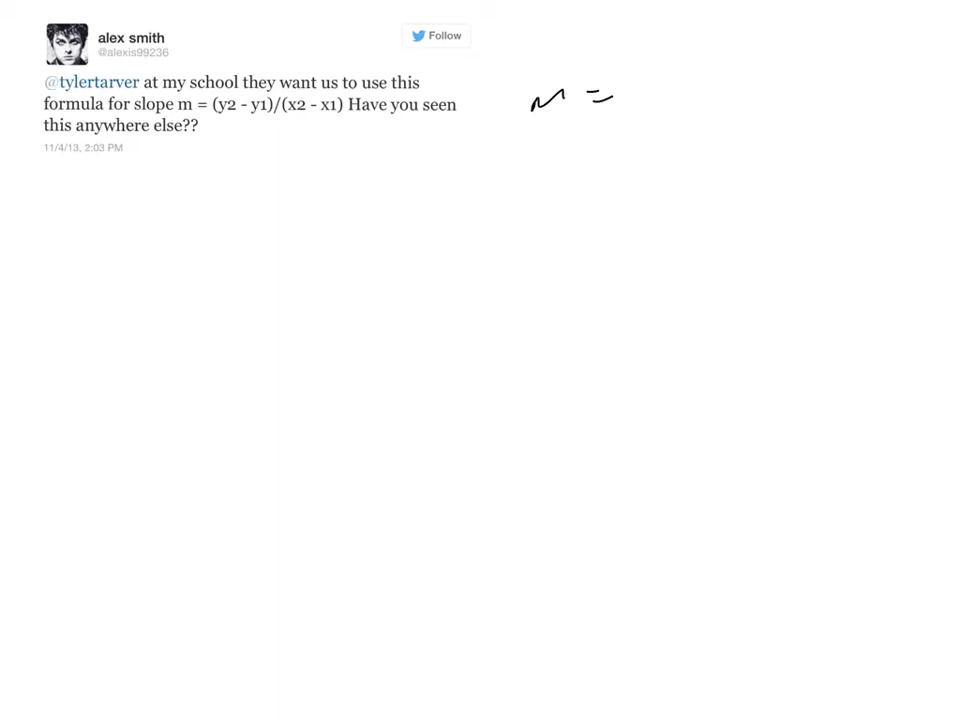 alex smith
@alexis99236
Follow
@tylertarver at my school they want us to use this
formula for slope m = (y2 - y1)/(x2 - x1) Have you seen
this anywhere else??
11/4/13, 2:03 PM
m =